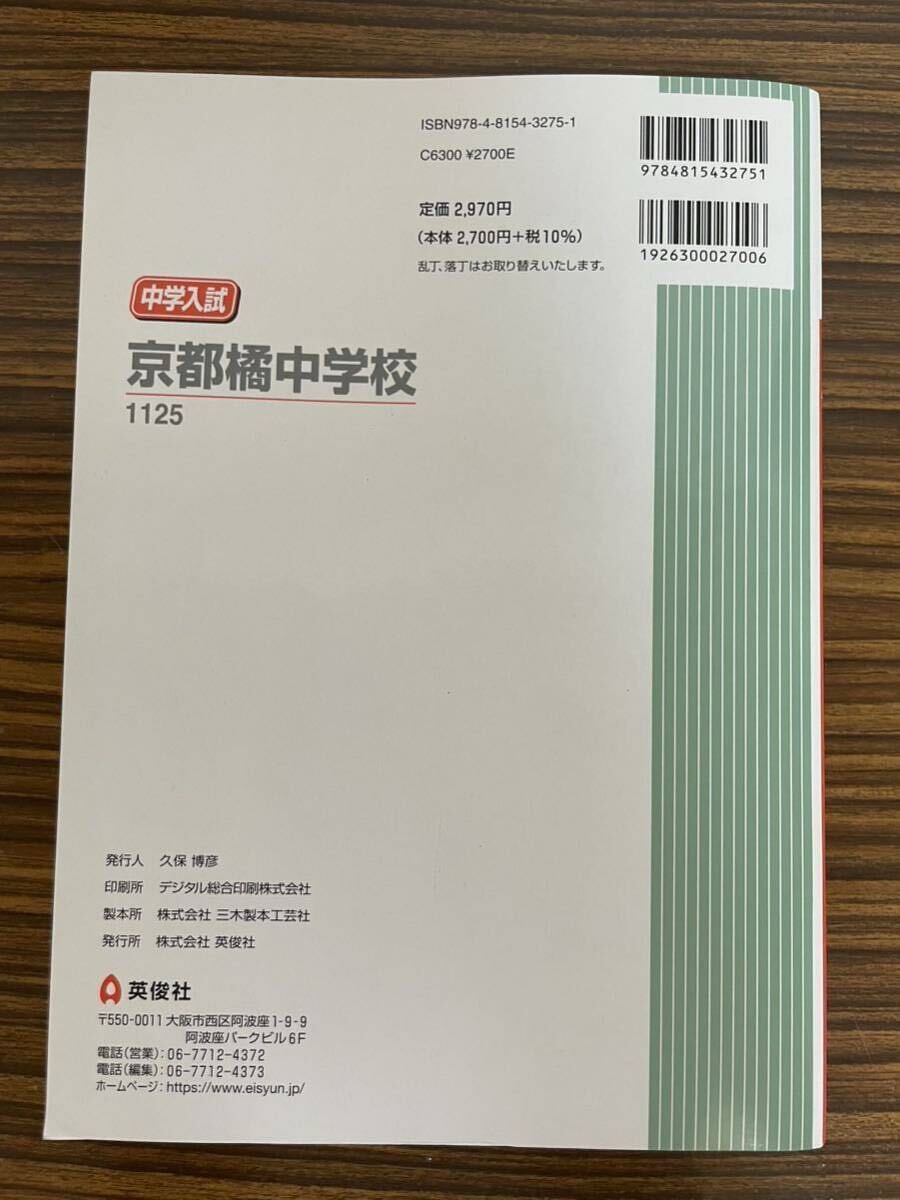 ISBN978-4-8154-3275-1
C6300 ¥2700E
9784815432751
定価 2,970円
(本体 2,700円+税10%)
乱丁、落丁はお取り替えいたします。
1926300027006
中学入試
京都橘中学校
1125
発行人 久保 博彦
印刷所 デジタル総合印刷株式会社
製本所 株式会社 三木製本工芸社
発行所 株式会社 英俊社
英俊社
〒550-0011 大阪市西区阿波座1-9-9
阿波座パークビル6F
電話(営業):06-7712-4372
電話(編集):06-7712-4373
ホームページ:https://www.eisyun.jp/